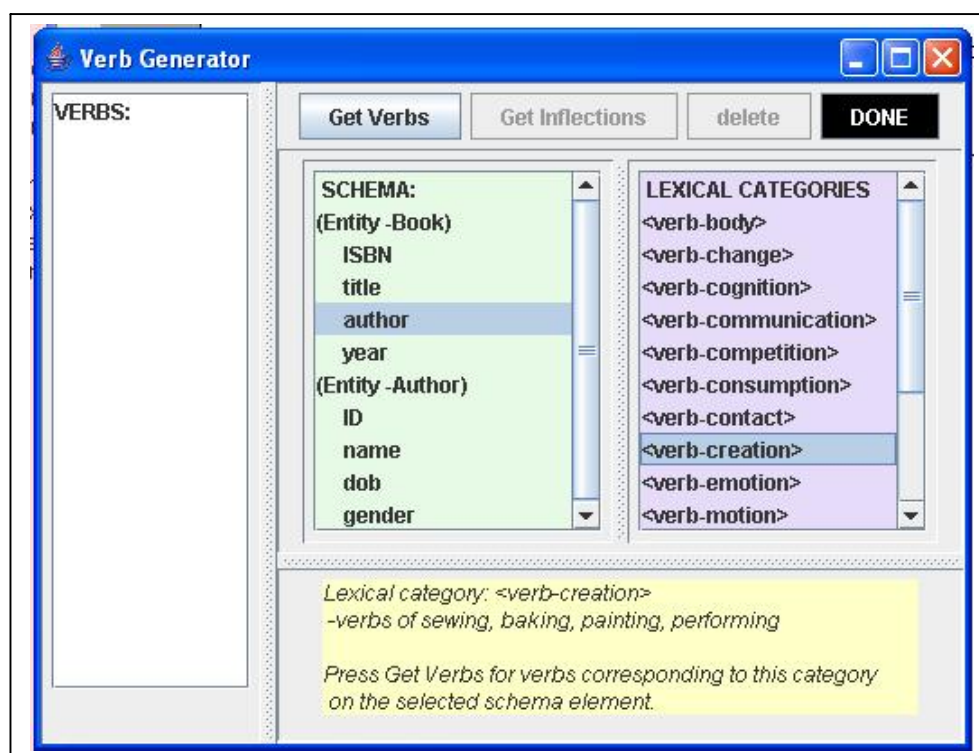 Verb Generator
VERBS:
Get Verbs
Get Inflections
delete
DONE
SCHEMA:
(Entity -Book)
ISBN
title
author
year
(Entity -Author)
ID
name
dob
gender
LEXICAL CATEGORIES
<verb-body>
<verb-change>
<verb-cognition>
<verb-communication>
<verb-competition>
<verb-consumption>
<verb-contact>
<verb-creation>
<verb-emotion>
<verb-motion>
Lexical category: <verb-creation>
-verbs of sewing, baking, painting, performing
Press Get Verbs for verbs corresponding to this category
on the selected schema element.